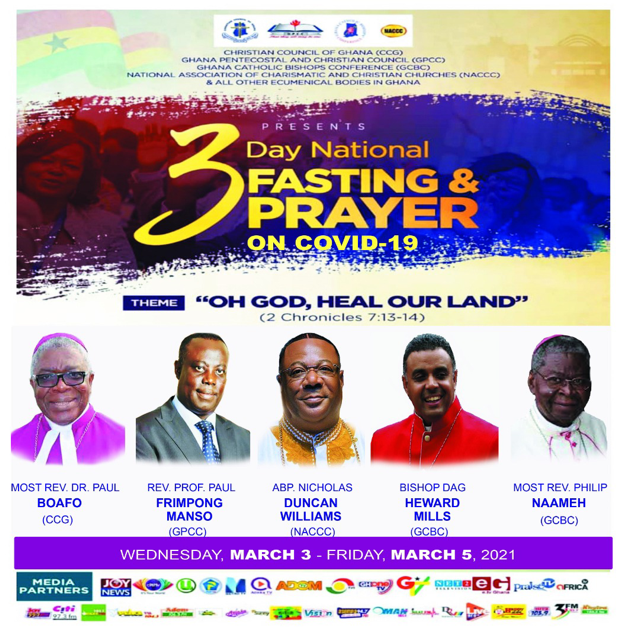 NACCC
CHRISTIAN COUNCIL OF GHANA (CCG)
GHANA PENTECOSTAL AND CHRISTIAN COUNCIL (GPCC)
GHANA CATHOLIC BISHOPS CONFERENCE (GCBC)
NATIONAL ASSOCIATION OF CHARISMATIC AND CHRISTIAN CHURCHES (NACCC)
& ALL OTHER ECUMENICAL BODIES IN GHANA
PRESENTS
3 Day National
FASTING &
PRAYER
ON COVID-19
THEME "OH GOD, HEAL OUR LAND"
(2 Chronicles 7:13-14)
MOST REV. DR. PAUL
BOAFO
(CCG)
REV. PROF. PAUL
FRIMPONG
MANSO
(GPCC)
ABP. NICHOLAS
DUNCAN
WILLIAMS
(NACCC)
BISHOP DAG
HEWARD
MILLS
(GCBC)
MOST REV. PHILIP
NAAMEH
(GCBC)
WEDNESDAY, MARCH 3 - FRIDAY, MARCH 5, 2021
MEDIA
PARTNERS
JOY
NEWS
ADOM
GHONE
TV
NET2
praise TV
AFRICA
Citi
97.3 fm
3FM